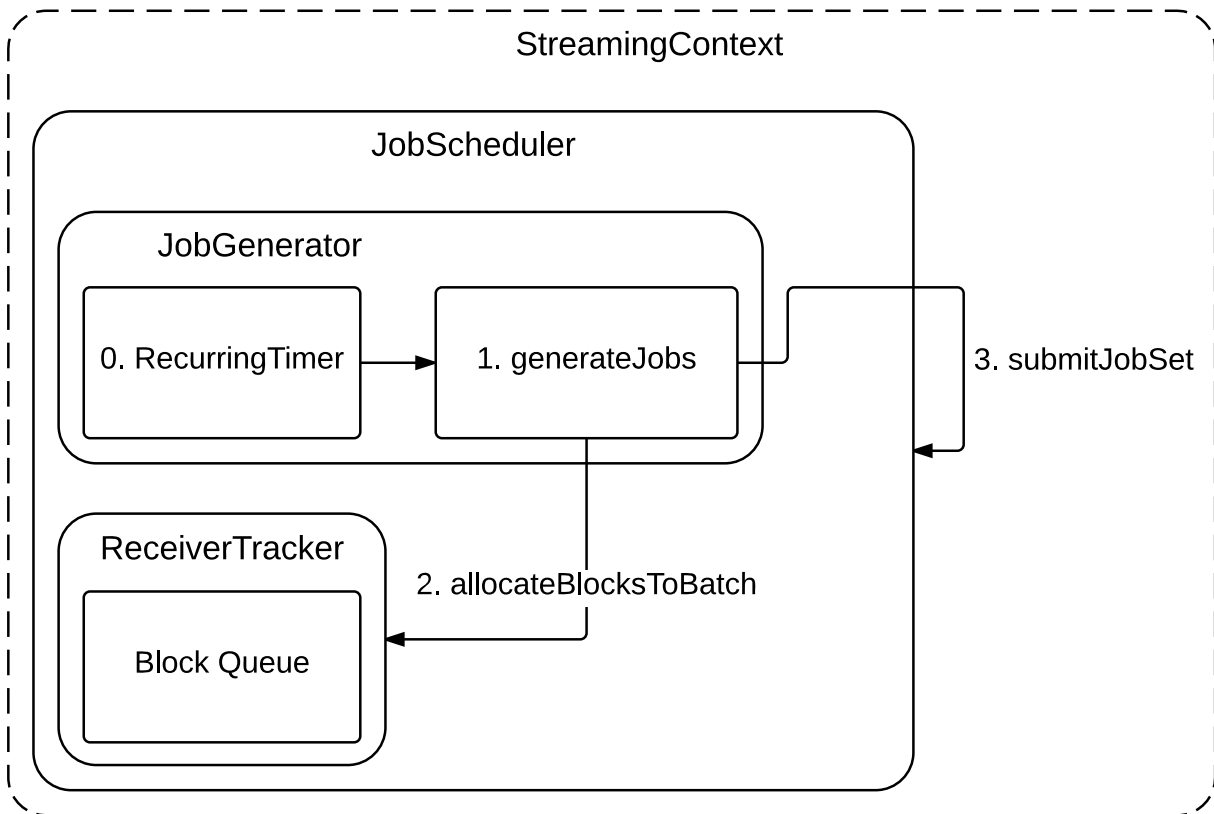 StreamingContext
JobScheduler
JobGenerator
0. RecurringTimer
1. generateJobs
3. submitJobSet
ReceiverTracker
2. allocateBlocksToBatch
Block Queue